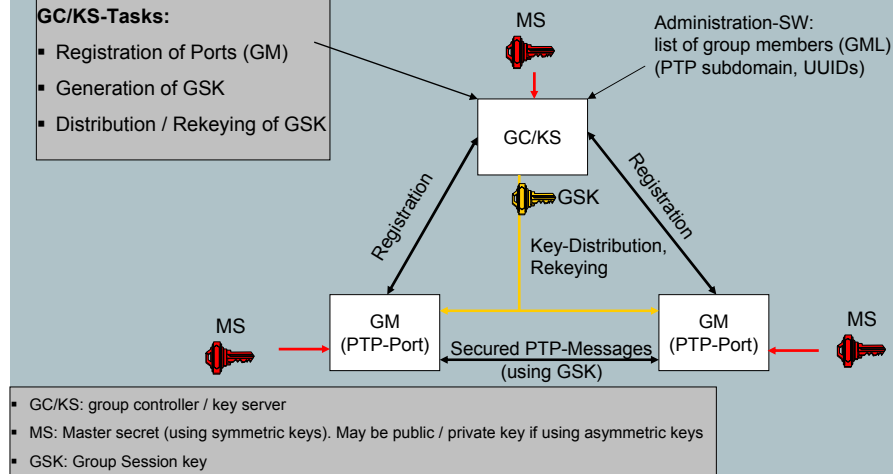 GC/KS-Tasks:
▪ Registration of Ports (GM)
▪ Generation of GSK
▪ Distribution / Rekeying of GSK
MS
Administration-SW:
list of group members (GML)
(PTP subdomain, UUIDs)
GC/KS
Registration
Registration
GSK
Key-Distribution,
Rekeying
MS
GM
(PTP-Port)
Secured PTP-Messages
(using GSK)
GM
(PTP-Port)
MS
▪ GC/KS: group controller / key server
▪ MS: Master secret (using symmetric keys). May be public / private key if using asymmetric keys
▪ GSK: Group Session key